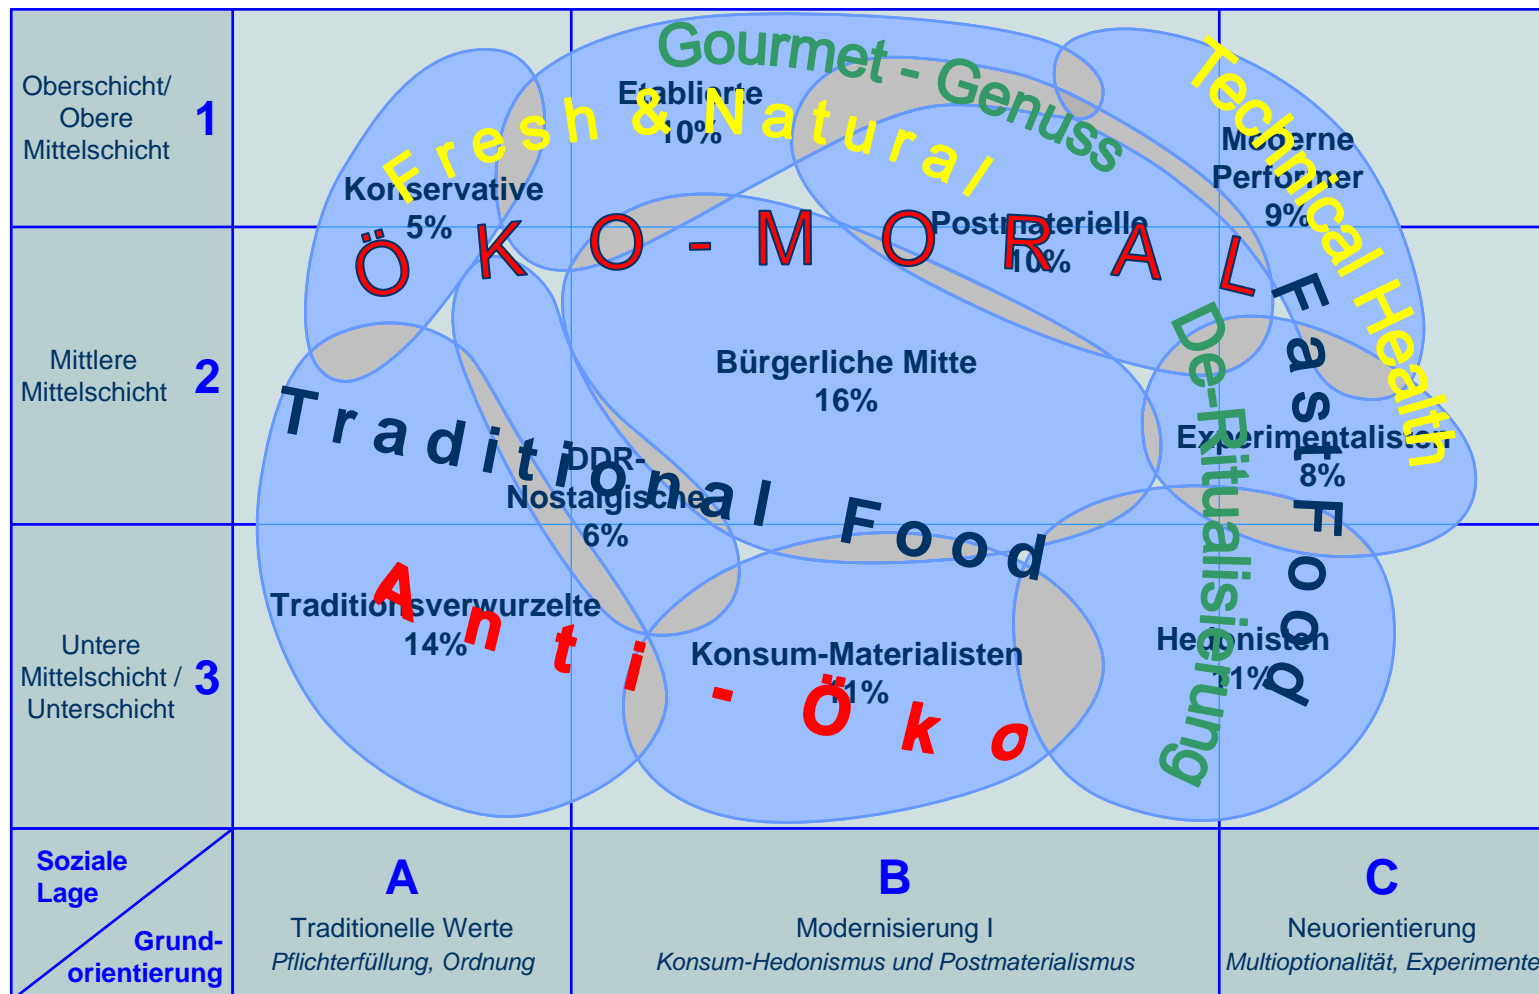 Gourmet - Genuss
Technical Health
Fresh & Natural
Oberschicht/
Obere
Mittelschicht
1
Etablierte
10%
Moderne
Performer
9%
Konservative
5%
Postmaterielle
10%
ÖKO-MORAL
Mittlere
Mittelschicht
2
Bürgerliche Mitte
16%
Fast Food
De-Ritualisierung
Traditional Food
Experimentalisten
8%
DDR-
Nostalgische
6%
Anti-Öko
Traditionsverwurzelte
14%
Untere
Mittelschicht /
Unterschicht
3
Konsum-Materialisten
11%
Hedonisten
11%
Soziale
Lage
Grund-
orientierung
A
Traditionelle Werte
Pflichterfüllung, Ordnung
B
Modernisierung I
Konsum-Hedonismus und Postmaterialismus
C
Neuorientierung
Multioptionalität, Experimente